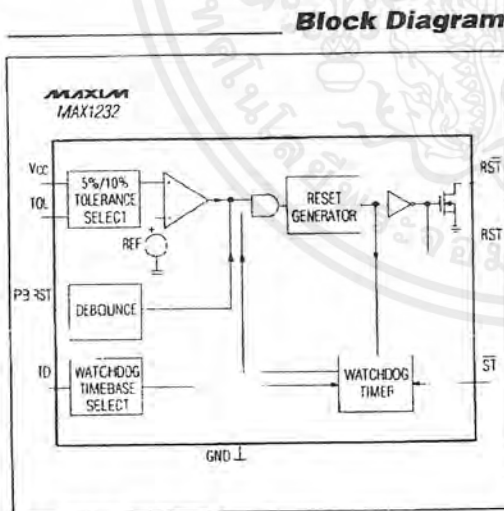 Block Diagram
MAXIM
MAX1232
VCC
TOL
5%/10%
TOLERANCE
SELECT
REF
RESET
GENERATOR
RST
RST
PB RST
DEBOUNCE
TD
WATCHDOG
TIMEBASE
SELECT
WATCHDOG
TIMER
ST
GND